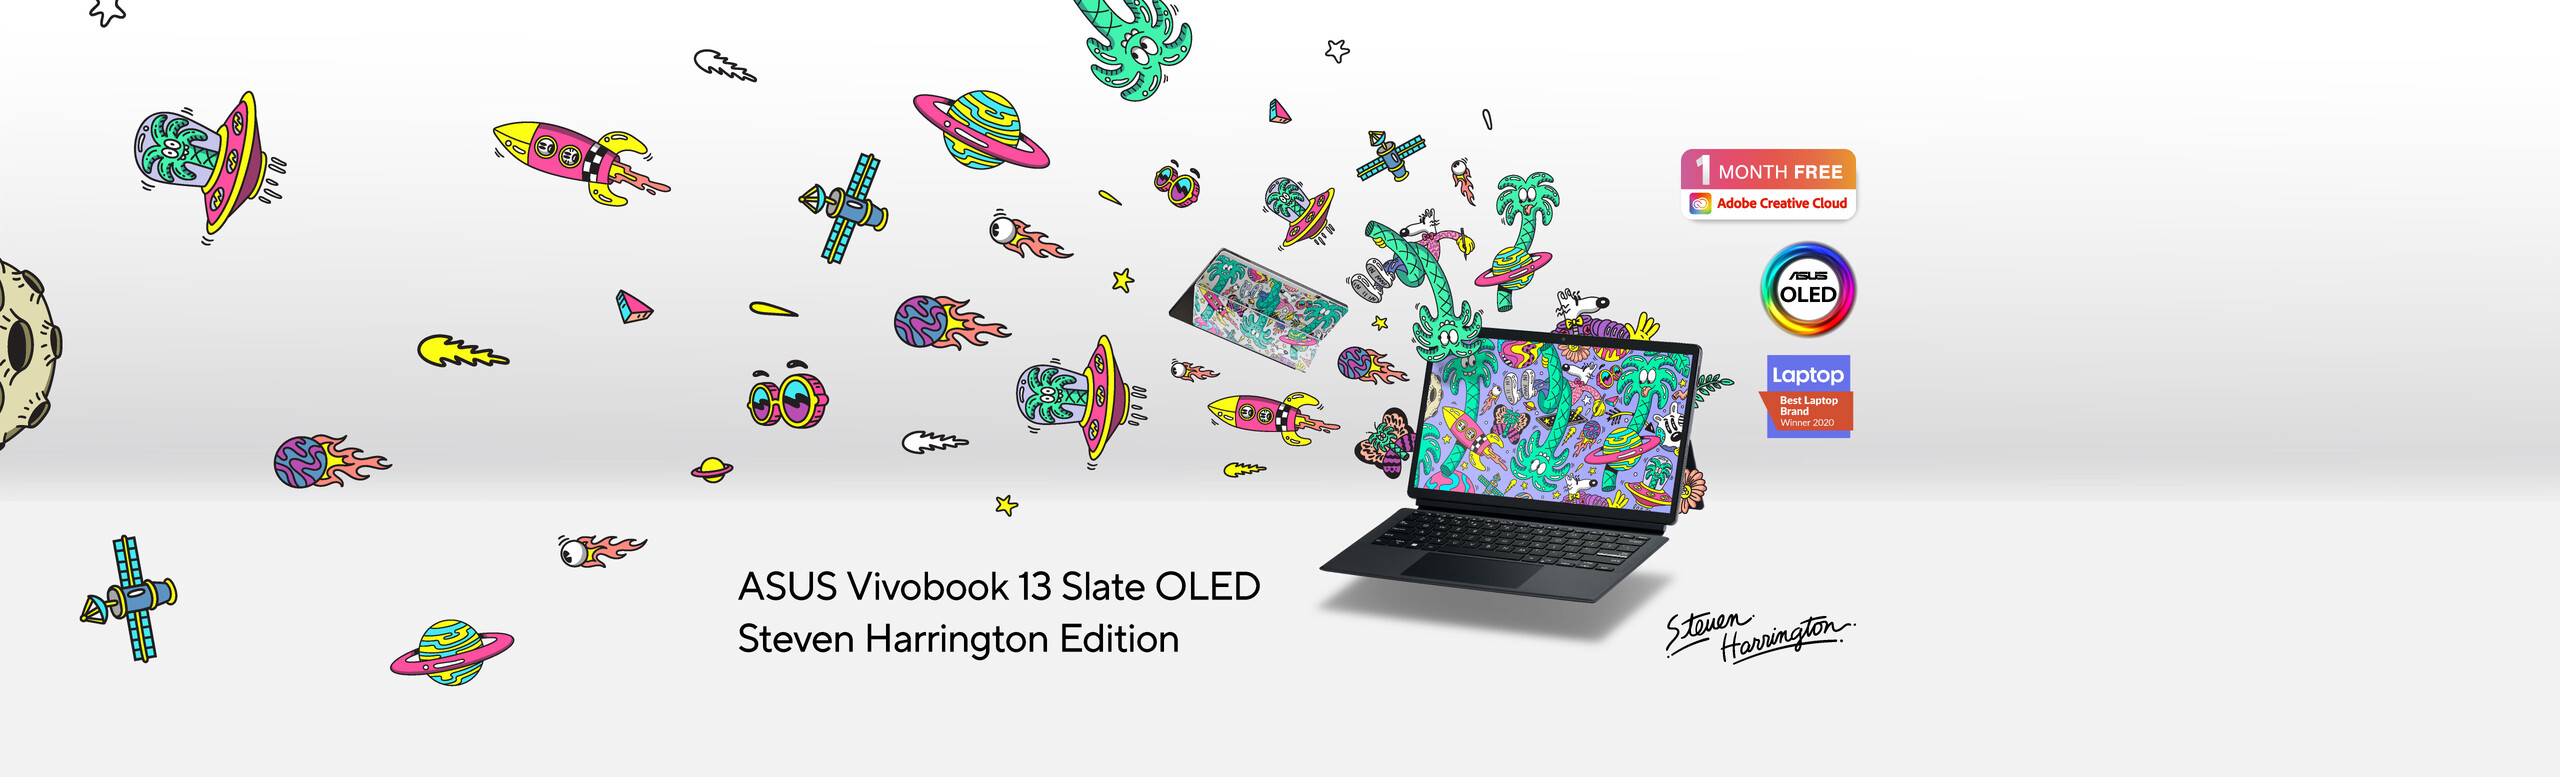 1 MONTH FREE
Adobe Creative Cloud
ASUS
OLED
Laptop
Best Laptop
Brand
Winner 2020
ASUS Vivobook 13 Slate OLED
Steven Harrington Edition
Steven
Harrington